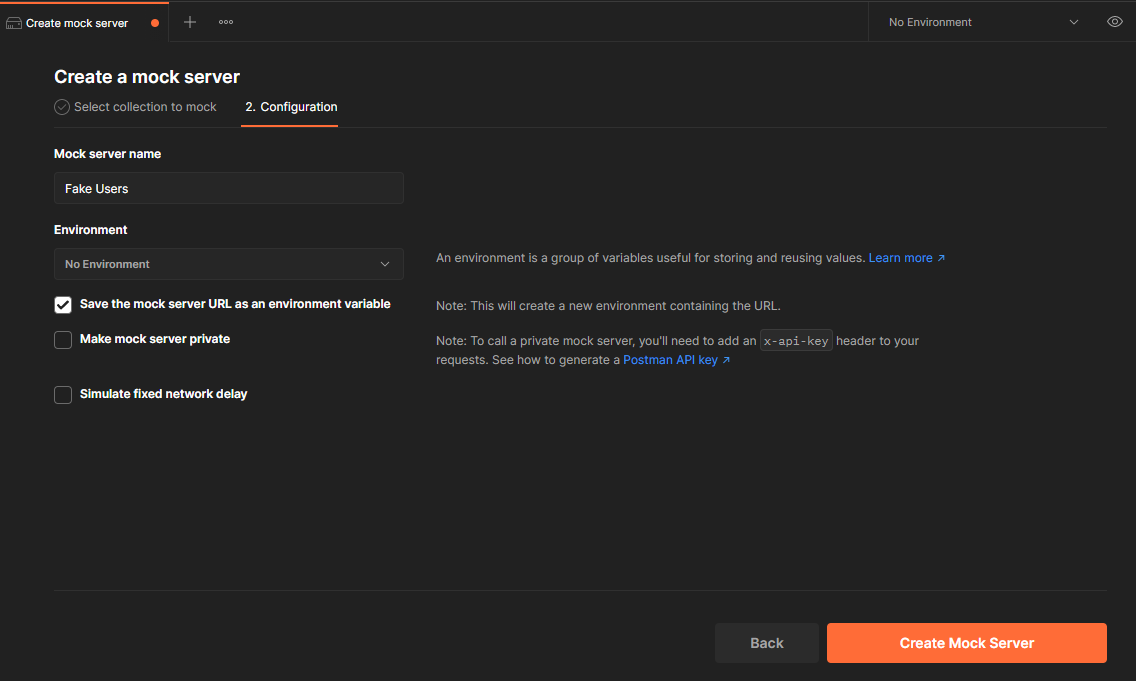 Create mock server
No Environment
Create a mock server
Select collection to mock
2. Configuration
Mock server name
Fake Users
Environment
No Environment
An environment is a group of variables useful for storing and reusing values. Learn more ↗
Save the mock server URL as an environment variable
Note: This will create a new environment containing the URL.
Make mock server private
Note: To call a private mock server, you'll need to add an x-api-key header to your
requests. See how to generate a Postman API key ↗
Simulate fixed network delay
Back
Create Mock Server